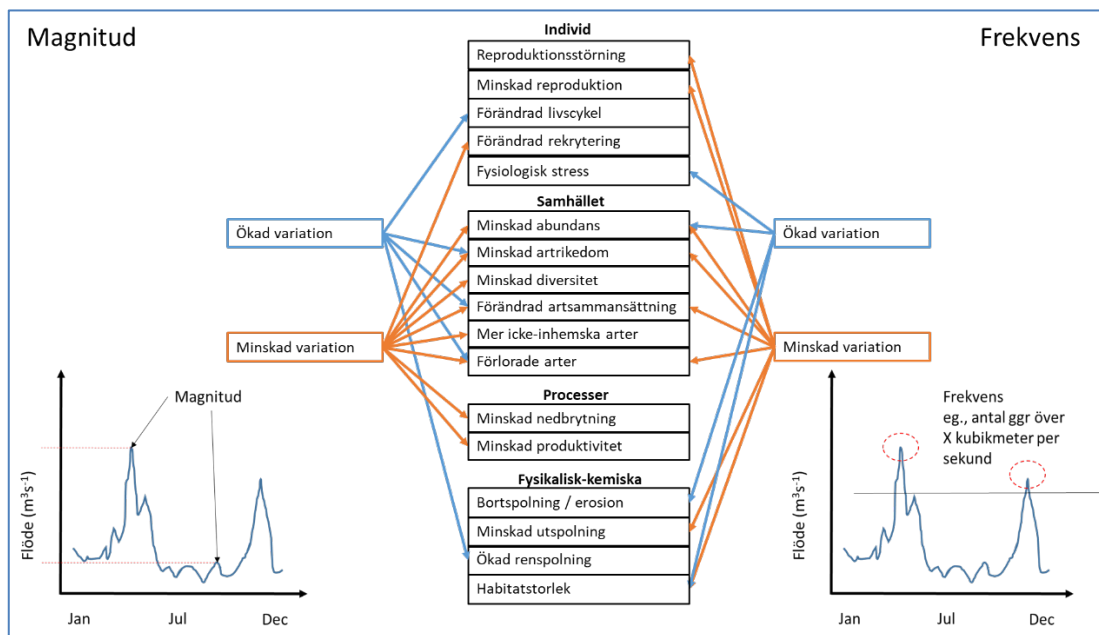 Magnitud
Frekvens
Individ
Reproduktionsstörning
Minskad reproduktion
Förändrad livscykel
Förändrad rekrytering
Fysiologisk stress
Samhället
Minskad abundans
Minskad artrikedom
Minskad diversitet
Förändrad artsammansättning
Mer icke-inhemska arter
Förlorade arter
Processer
Minskad nedbrytning
Minskad produktivitet
Fysikalisk-kemiska
Bortspolning / erosion
Minskad utspolning
Ökad renspolning
Habitatstorlek
Ökad variation
Minskad variation
Ökad variation
Minskad variation
Magnitud
Flöde (m³s⁻¹)
Jan
Jul
Dec
Frekvens
eg., antal ggr över
X kubikmeter per
sekund
Flöde (m³s⁻¹)
Jan
Jul
Dec